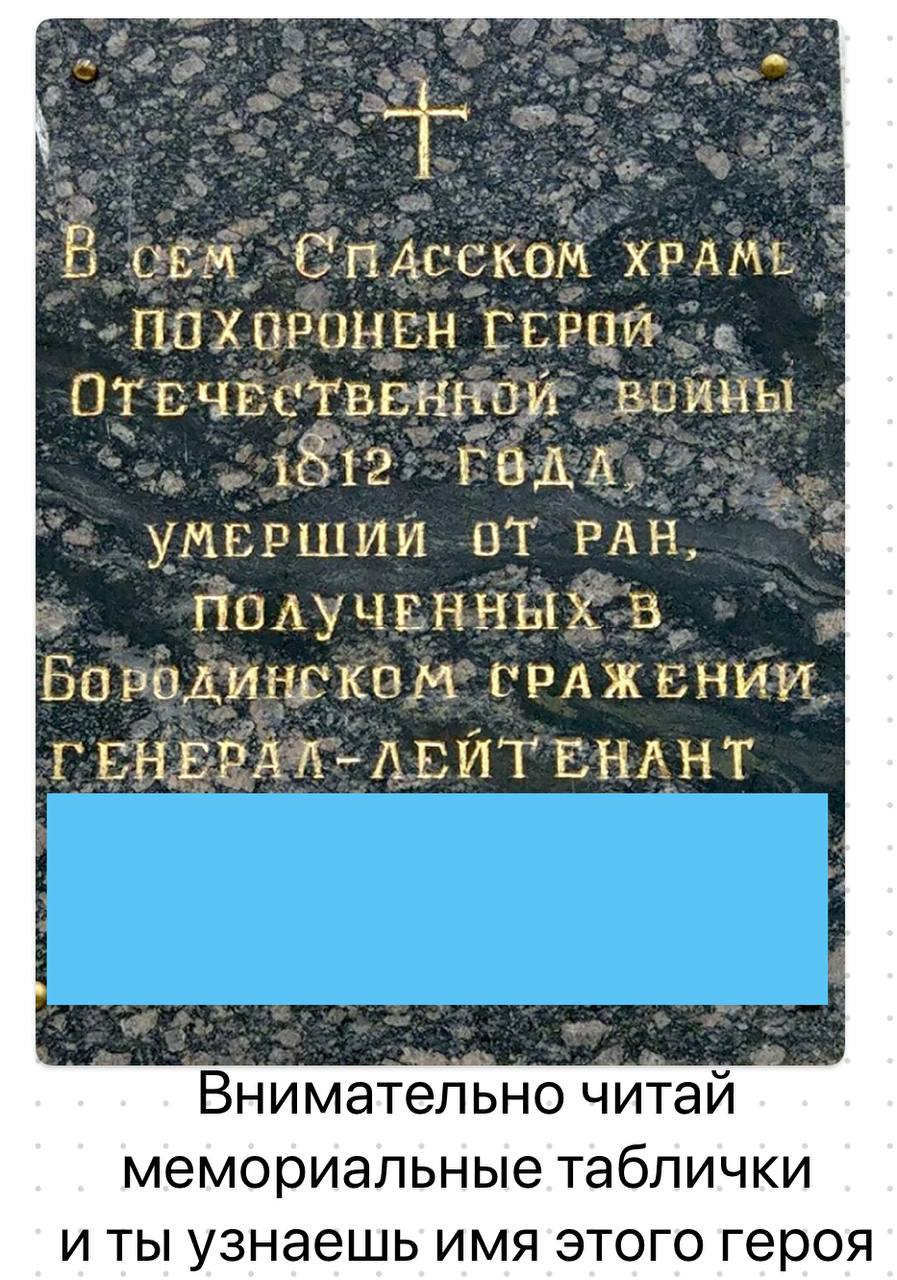 В сем Спасском храме
похоронен герой
Отечественной войны
1812 года,
умерший от ран,
полученных в
Бородинском сражении,
генерал-лейтенант
Внимательно читай
мемориальные таблички
и ты узнаешь имя этого героя